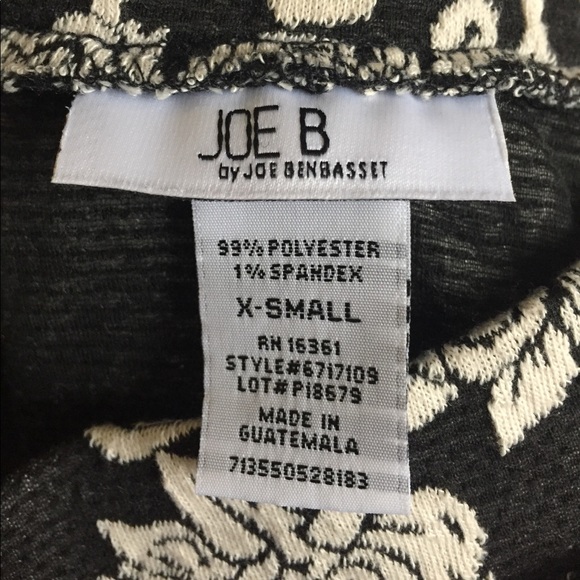 JOE B
by JOE BENBASSET
99% POLYESTER
1% SPANDEX
X-SMALL
RN 16361
STYLE#6717109
LOT#P18679
MADE IN
GUATEMALA
713550528183